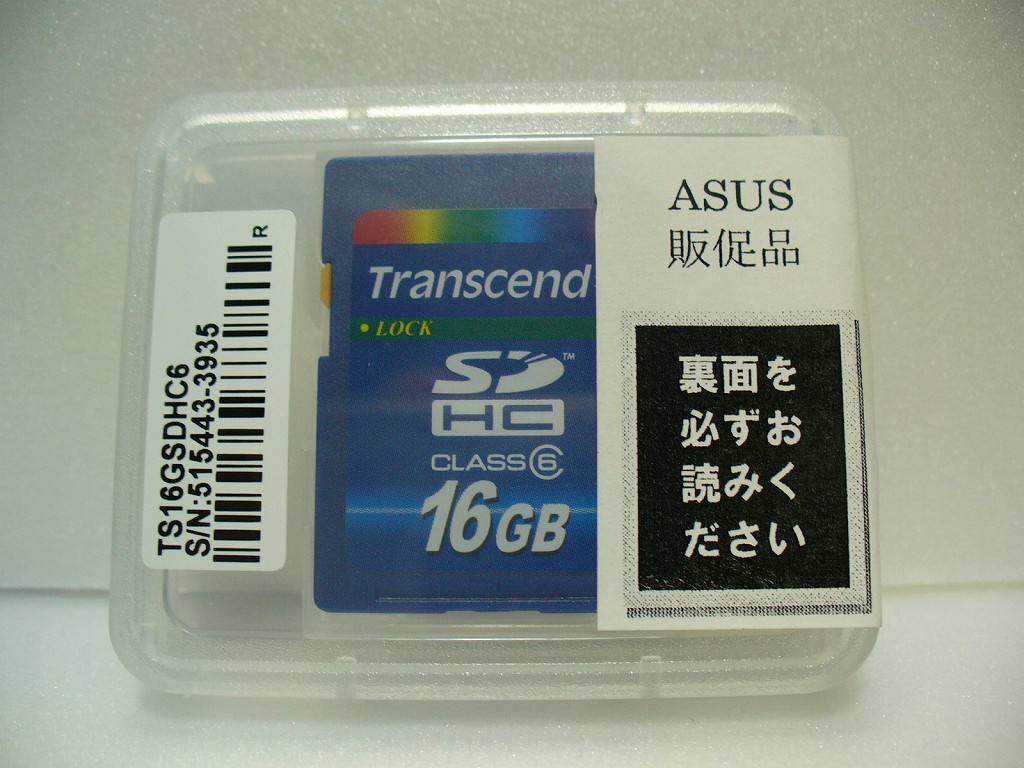 TS16GSDHC6
S/N:515443-3935
R
Transcend
• LOCK
SD™
HC
CLASS 6
16GB
ASUS
販促品
裏面を
必ずお
読みく
ださい